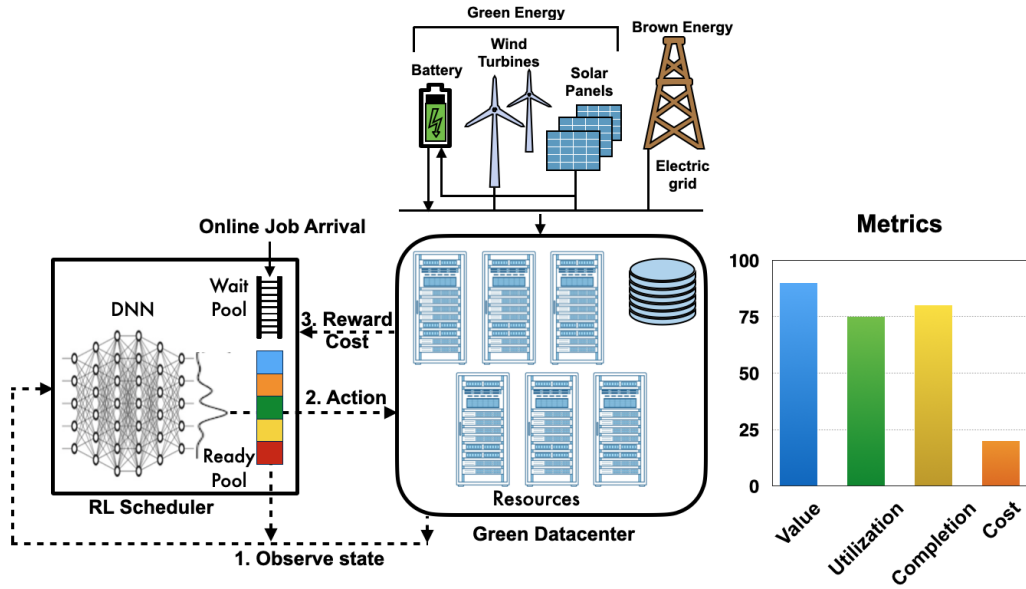 Green Energy
Brown Energy
Wind
Turbines
Battery
Solar
Panels
Electric
grid
Online Job Arrival
Wait
Pool
DNN
3. Reward
Cost
2. Action
Ready
Pool
RL Scheduler
Resources
Green Datacenter
1. Observe state
Metrics
100
75
50
25
0
Value
Utilization
Completion
Cost